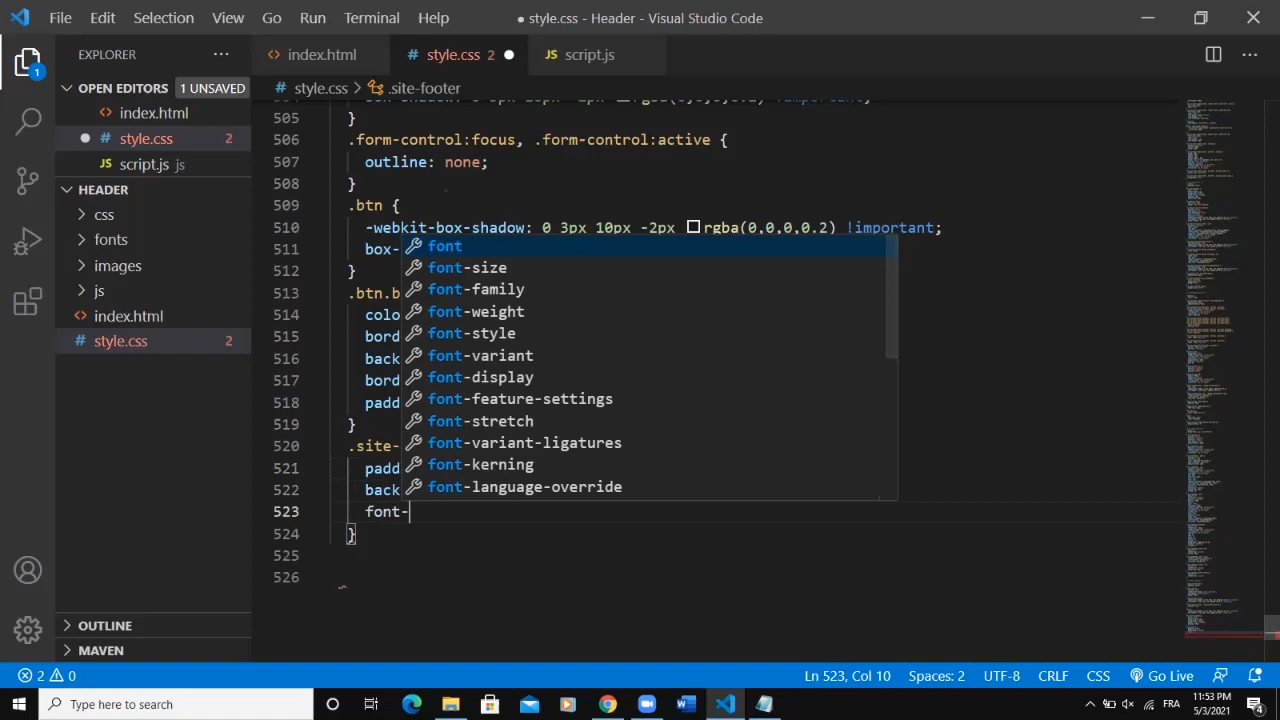 File Edit Selection View Go Run Terminal Help
● style.css - Header - Visual Studio Code
EXPLORER
index.html
style.css 2
script.js
OPEN EDITORS 1 UNSAVED
index.html
style.css 2
script.js js
HEADER
css
fonts
images
js
index.html
style.css 2
OUTLINE
MAVEN
style.css > .site-footer
505 }
506 .form-control:fouls, .form-control:active {
507 outline: none;
508 }
509 .btn {
510 -webkit-box-shadow: 0 3px 10px -2px rgba(0,0,0,0.2) !important;
511 box-
512 }
513 .btn.b
514 colo
515 bord
516 back
517 bord
518 padd
519 }
520 .site-
521 padd
522 back
523 font-
524 }
525
526
font
font-size
font-family
font-weight
font-style
font-variant
font-display
font-feature-settings
font-stretch
font-variant-ligatures
font-kerning
font-language-override
2 0
Ln 523, Col 10 Spaces: 2 UTF-8 CRLF CSS Go Live
Type here to search
FRA
11:53 PM
5/3/2021
4
1